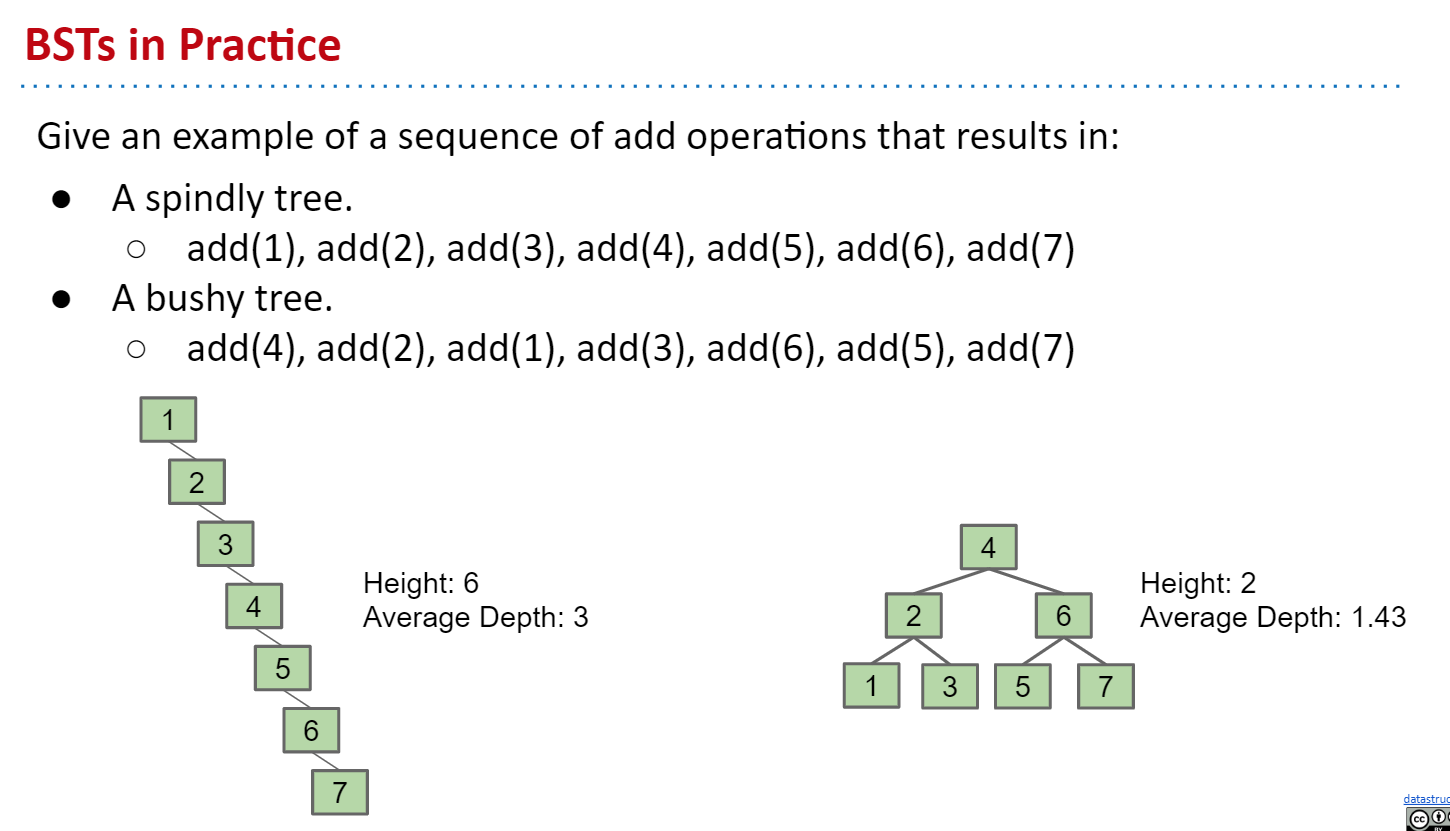 BSTs in Practice
Give an example of a sequence of add operations that results in:
● A spindly tree.
○ add(1), add(2), add(3), add(4), add(5), add(6), add(7)
● A bushy tree.
○ add(4), add(2), add(1), add(3), add(6), add(5), add(7)
1
2
3
4
5
6
7
Height: 6
Average Depth: 3
4
2 6
1 3 5 7
Height: 2
Average Depth: 1.43
datastruc
cc
BY